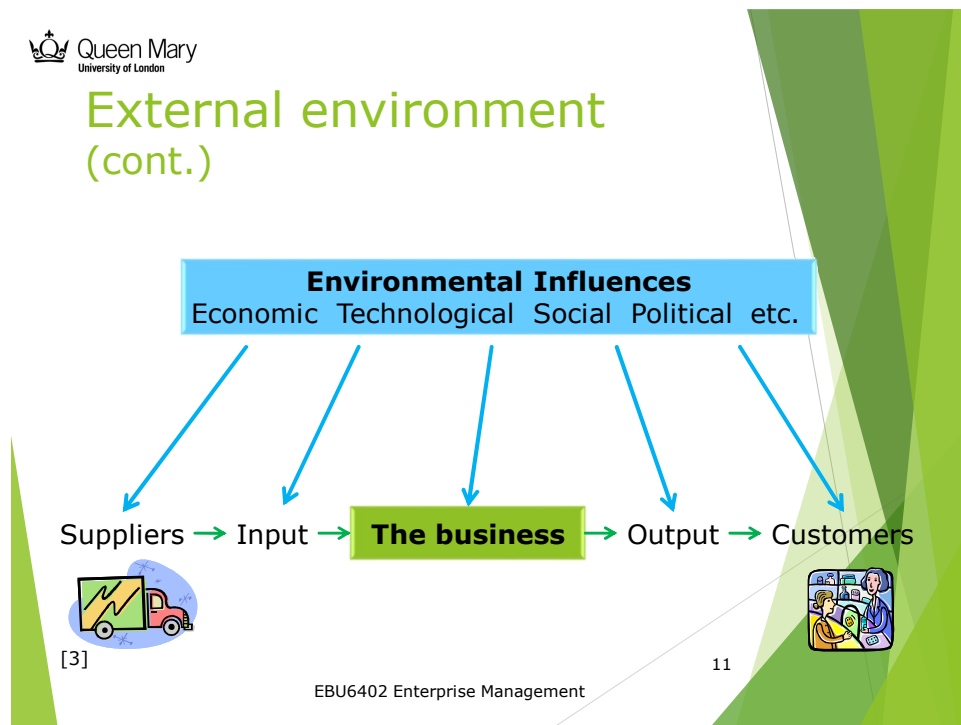 Queen Mary
University of London
External environment
(cont.)
Environmental Influences
Economic Technological Social Political etc.
Suppliers Input The business Output Customers
[3]
11
EBU6402 Enterprise Management